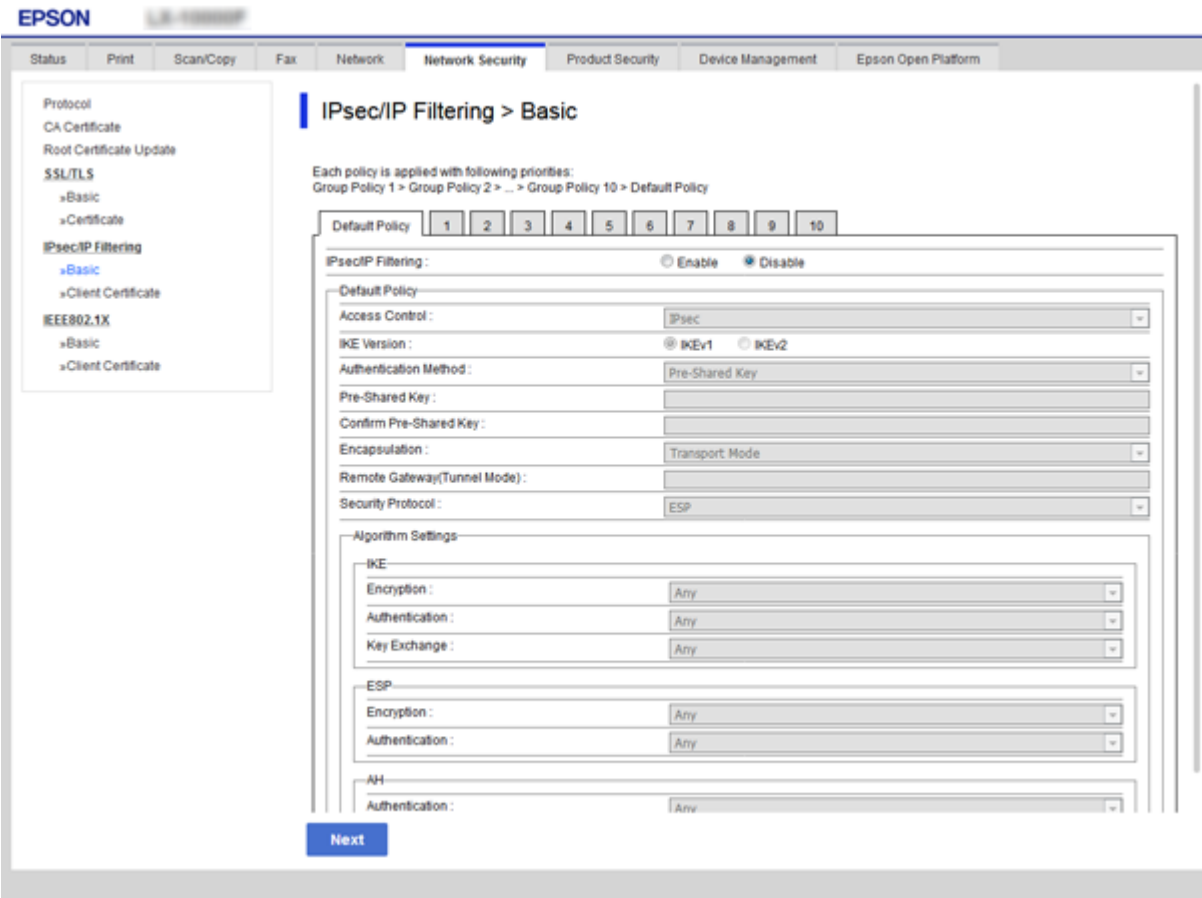 EPSON
Status Print Scan/Copy Fax Network Network Security Product Security Device Management Epson Open Platform
Protocol
CA Certificate
Root Certificate Update
SSL/TLS
»Basic
»Certificate
IPsec/IP Filtering
»Basic
»Client Certificate
IEEE802.1X
»Basic
»Client Certificate
IPsec/IP Filtering > Basic
Each policy is applied with following priorities:
Group Policy 1 > Group Policy 2 > ... > Group Policy 10 > Default Policy
Default Policy 1 2 3 4 5 6 7 8 9 10
IPsec/IP Filtering : Enable Disable
Default Policy
Access Control : IPsec
IKE Version : IKEv1 IKEv2
Authentication Method : Pre-Shared Key
Pre-Shared Key :
Confirm Pre-Shared Key :
Encapsulation : Transport Mode
Remote Gateway(Tunnel Mode) :
Security Protocol : ESP
Algorithm Settings
IKE
Encryption : Any
Authentication : Any
Key Exchange : Any
ESP
Encryption : Any
Authentication : Any
AH
Authentication : Any
Next